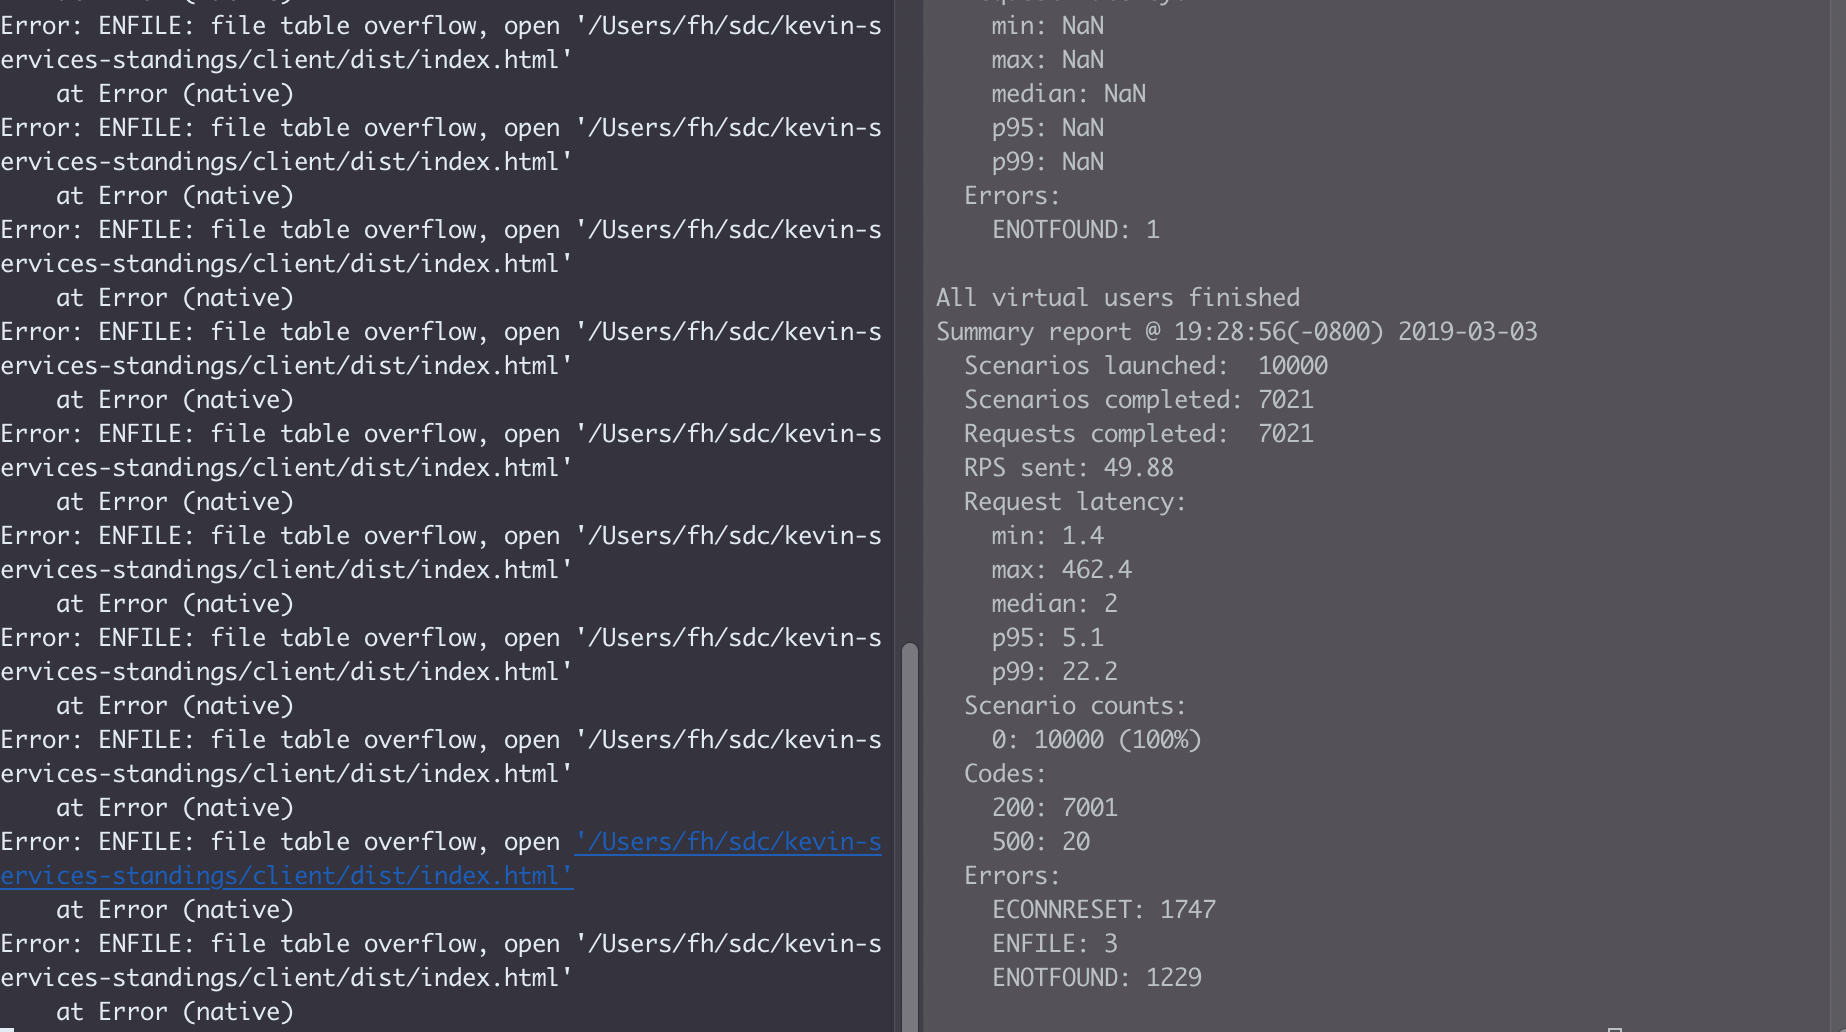 Error: ENFILE: file table overflow, open '/Users/fh/sdc/kevin-s
ervices-standings/client/dist/index.html'
    at Error (native)
Error: ENFILE: file table overflow, open '/Users/fh/sdc/kevin-s
ervices-standings/client/dist/index.html'
    at Error (native)
Error: ENFILE: file table overflow, open '/Users/fh/sdc/kevin-s
ervices-standings/client/dist/index.html'
    at Error (native)
Error: ENFILE: file table overflow, open '/Users/fh/sdc/kevin-s
ervices-standings/client/dist/index.html'
    at Error (native)
Error: ENFILE: file table overflow, open '/Users/fh/sdc/kevin-s
ervices-standings/client/dist/index.html'
    at Error (native)
Error: ENFILE: file table overflow, open '/Users/fh/sdc/kevin-s
ervices-standings/client/dist/index.html'
    at Error (native)
Error: ENFILE: file table overflow, open '/Users/fh/sdc/kevin-s
ervices-standings/client/dist/index.html'
    at Error (native)
Error: ENFILE: file table overflow, open '/Users/fh/sdc/kevin-s
ervices-standings/client/dist/index.html'
    at Error (native)
Error: ENFILE: file table overflow, open '/Users/fh/sdc/kevin-s
ervices-standings/client/dist/index.html'
    at Error (native)
Error: ENFILE: file table overflow, open '/Users/fh/sdc/kevin-s
ervices-standings/client/dist/index.html'
    at Error (native)
    min: NaN
    max: NaN
    median: NaN
    p95: NaN
    p99: NaN
  Errors:
    ENOTFOUND: 1

All virtual users finished
Summary report @ 19:28:56(-0800) 2019-03-03
  Scenarios launched:  10000
  Scenarios completed: 7021
  Requests completed:  7021
  RPS sent: 49.88
  Request latency:
    min: 1.4
    max: 462.4
    median: 2
    p95: 5.1
    p99: 22.2
  Scenario counts:
    0: 10000 (100%)
  Codes:
    200: 7001
    500: 20
  Errors:
    ECONNRESET: 1747
    ENFILE: 3
    ENOTFOUND: 1229